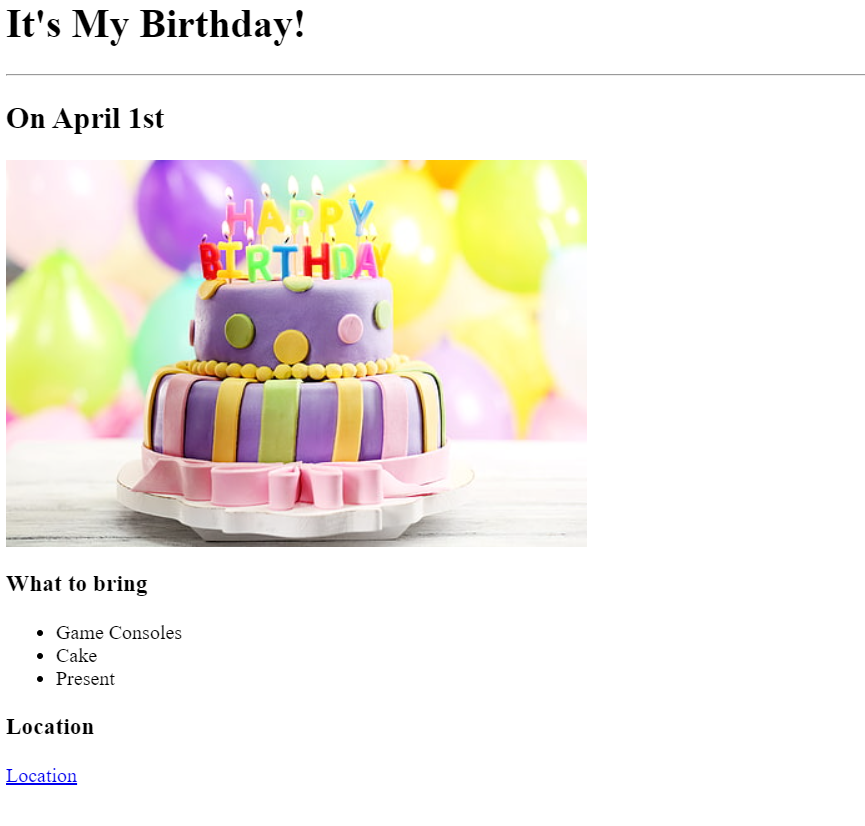 It's My Birthday!
On April 1st
HAPPY
BIRTHDAY
What to bring
Game Consoles
Cake
Present
Location
Location